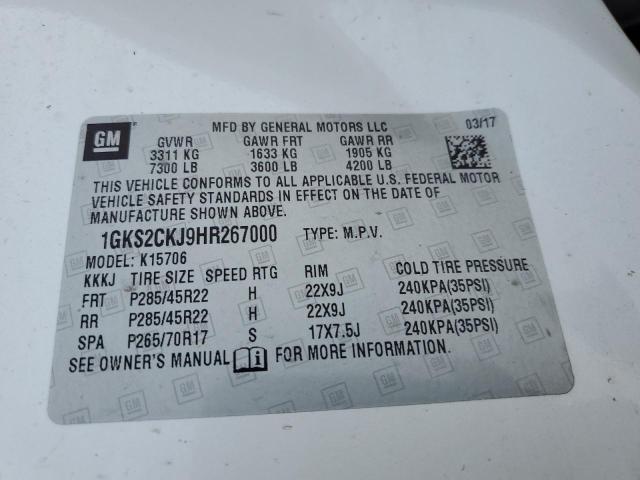 GM
MFD BY GENERAL MOTORS LLC 03/17
GVWR GAWR FRT GAWR RR
3311 KG 1633 KG 1905 KG
7300 LB 3600 LB 4200 LB
THIS VEHICLE CONFORMS TO ALL APPLICABLE U.S. FEDERAL MOTOR
VEHICLE SAFETY STANDARDS IN EFFECT ON THE DATE OF
MANUFACTURE SHOWN ABOVE.
1GKS2CKJ9HR267000 TYPE: M.P.V.
MODEL: K15706
KKKJ TIRE SIZE SPEED RTG RIM COLD TIRE PRESSURE
FRT P285/45R22 H 22X9J 240KPA(35PSI)
RR P285/45R22 H 22X9J 240KPA(35PSI)
SPA P265/70R17 S 17X7.5J 240KPA(35PSI)
SEE OWNER'S MANUAL FOR MORE INFORMATION.